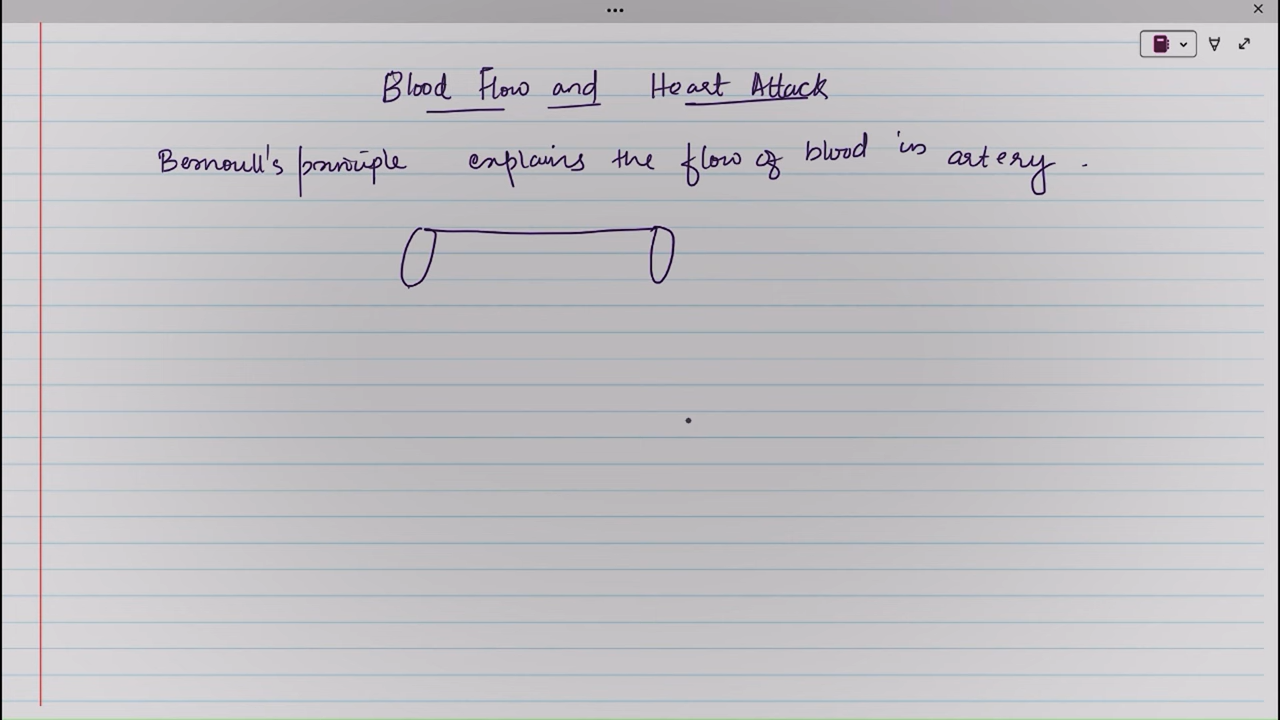 Blood Flow and Heart Attack
Bernoull's principle explains the flow of blood in artery .